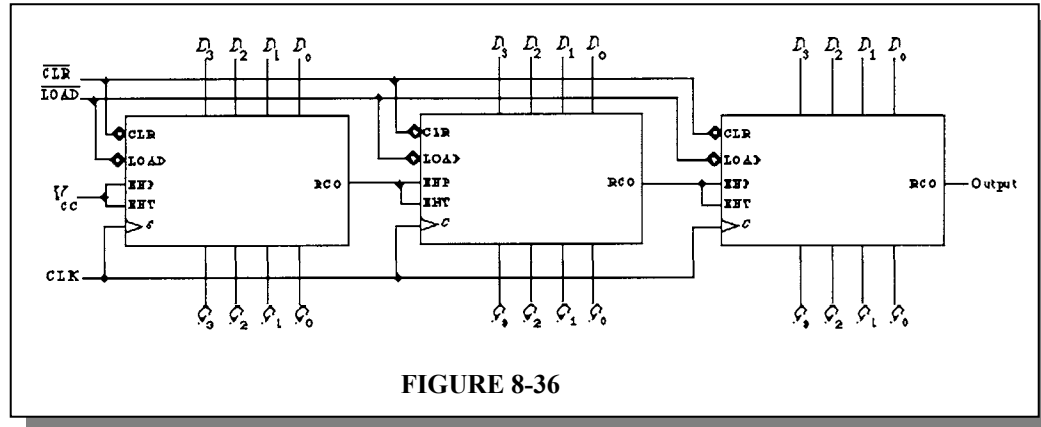 D3 D2 D1 D0 D3 D2 D1 D0 D3 D2 D1 D0
CLR
LOAD
CLR CLR CLR
LOAD LOAD LOAD
VCC ENP RCO ENP RCO ENP RCO Output
ENT ENT ENT
C C C
CLK
Q3 Q2 Q1 Q0 Q3 Q2 Q1 Q0 Q3 Q2 Q1 Q0
FIGURE 8-36